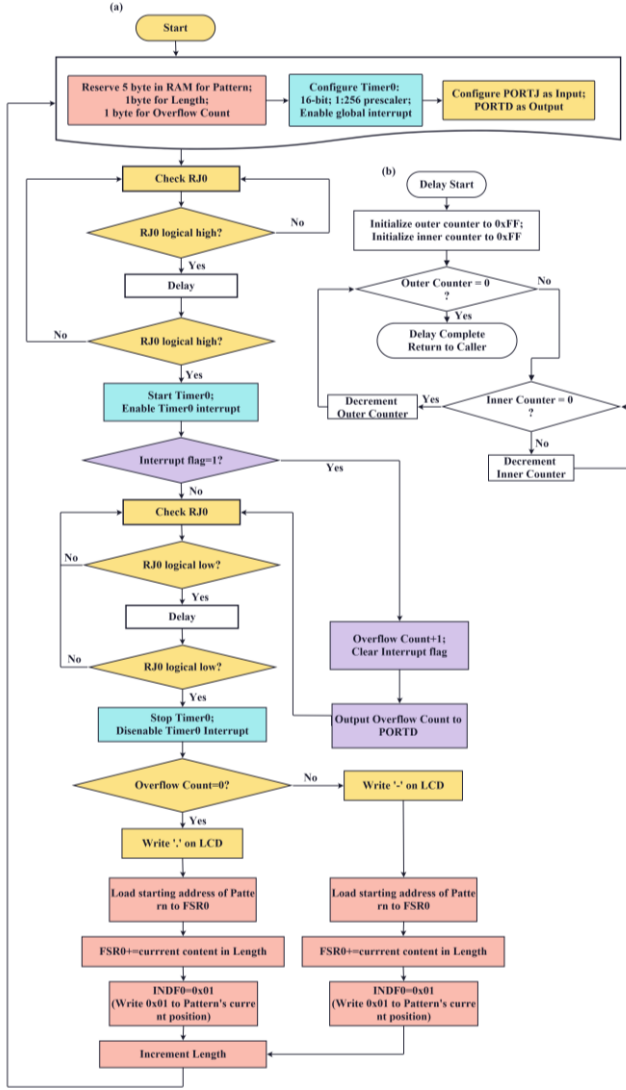 (a)
Start
Reserve 5 byte in RAM for Pattern;
1byte for Length;
1 byte for Overflow Count
Configure Timer0:
16-bit; 1:256 prescaler;
Enable global interrupt
Configure PORTJ as Input;
PORTD as Output
Check RJ0
RJ0 logical high?
No
Yes
Delay
RJ0 logical high?
No
Yes
Start Timer0;
Enable Timer0 interrupt
Interrupt flag=1?
Yes
No
Check RJ0
RJ0 logical low?
No
Yes
Delay
RJ0 logical low?
No
Yes
Stop Timer0;
Disenable Timer0 Interrupt
Overflow Count+1;
Clear Interrupt flag
Output Overflow Count to
PORTD
Overflow Count=0?
No
Yes
Write '-' on LCD
Write '.' on LCD
Load starting address of Patte
rn to FSR0
FSR0+=currrent content in Length
INDF0=0x01
(Write 0x01 to Pattern's curre
nt position)
Increment Length
Load starting address of Patte
rn to FSR0
FSR0+=currrent content in Length
INDF0=0x01
(Write 0x01 to Pattern's curre
nt position)
(b)
Delay Start
Initialize outer counter to 0xFF;
Initialize inner counter to 0xFF
Outer Counter = 0
?
No
Yes
Delay Complete
Return to Caller
Inner Counter = 0
?
Yes
Decrement
Outer Counter
No
Decrement
Inner Counter